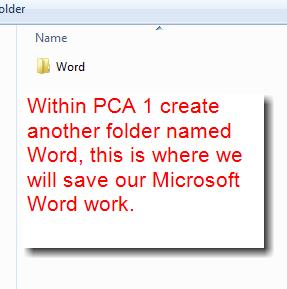 older
Name
Word
Within PCA 1 create
another folder named
Word, this is where we
will save our Microsoft
Word work.